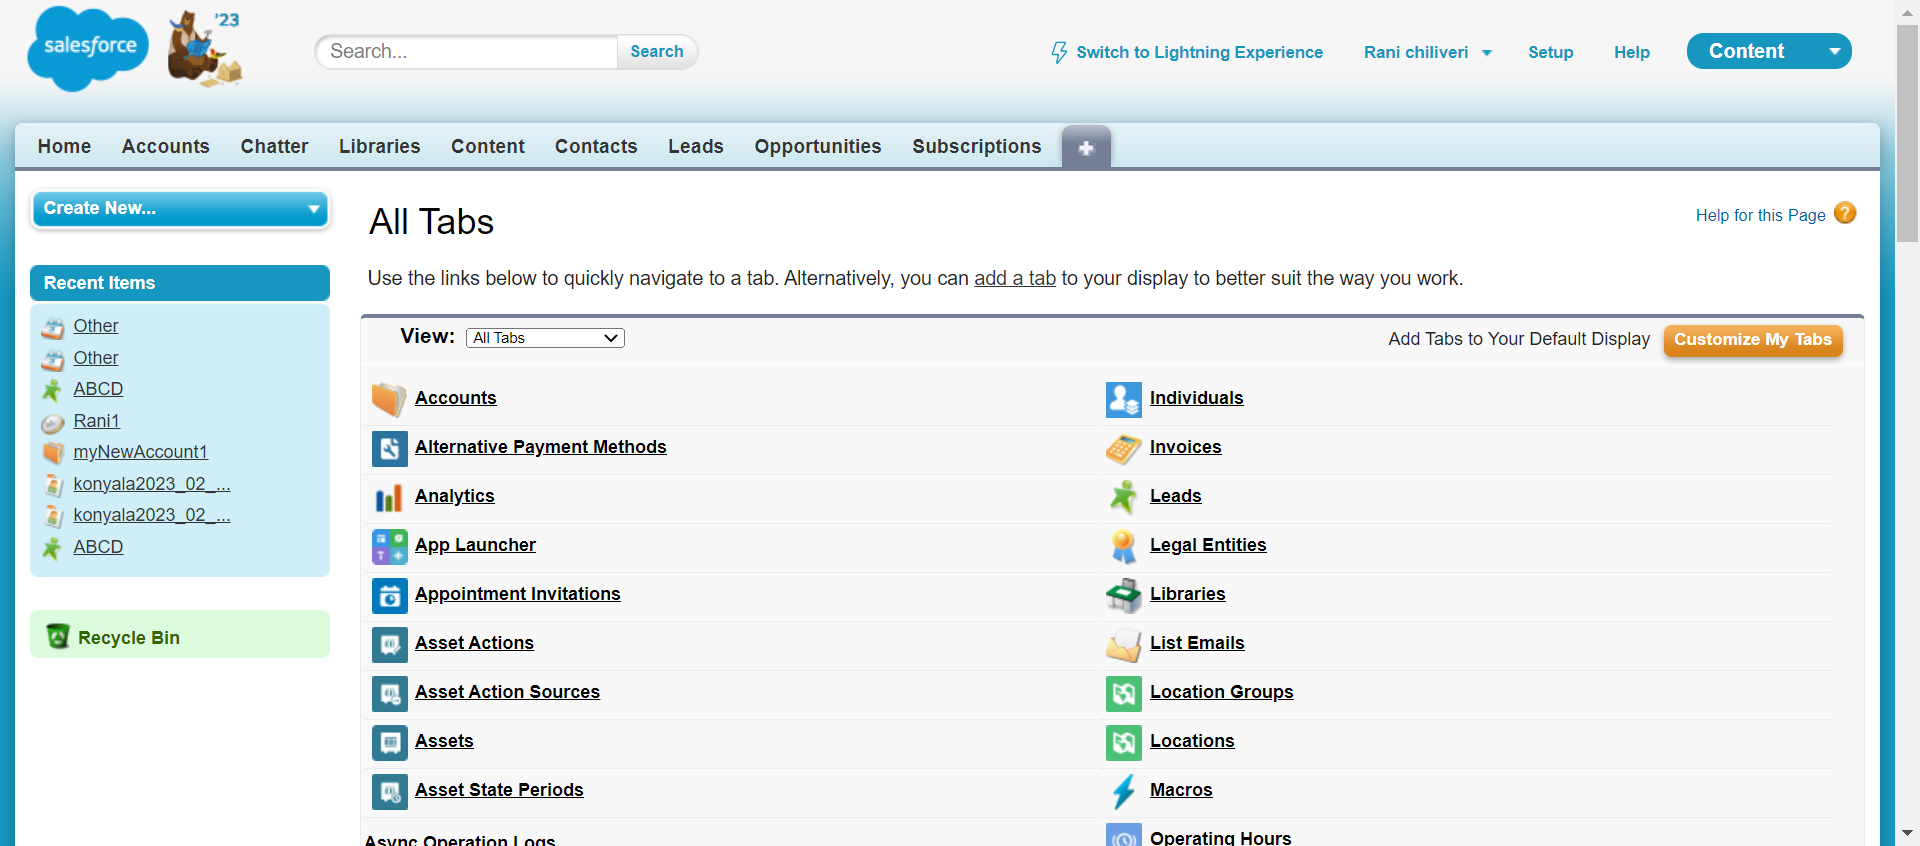 salesforce
'23
Search...
Search
Switch to Lightning Experience
Rani chiliveri
Setup
Help
Content
Home
Accounts
Chatter
Libraries
Content
Contacts
Leads
Opportunities
Subscriptions
Create New...
All Tabs
Help for this Page
?
Recent Items
Use the links below to quickly navigate to a tab. Alternatively, you can add a tab to your display to better suit the way you work.
Other
Other
ABCD
Rani1
myNewAccount1
konyala2023_02_...
konyala2023_02_...
ABCD
Recycle Bin
View:
All Tabs
Add Tabs to Your Default Display
Customize My Tabs
Accounts
Individuals
Alternative Payment Methods
Invoices
Analytics
Leads
App Launcher
Legal Entities
Appointment Invitations
Libraries
Asset Actions
List Emails
Asset Action Sources
Location Groups
Assets
Locations
Asset State Periods
Macros
Async Operation Logs
Operating Hours